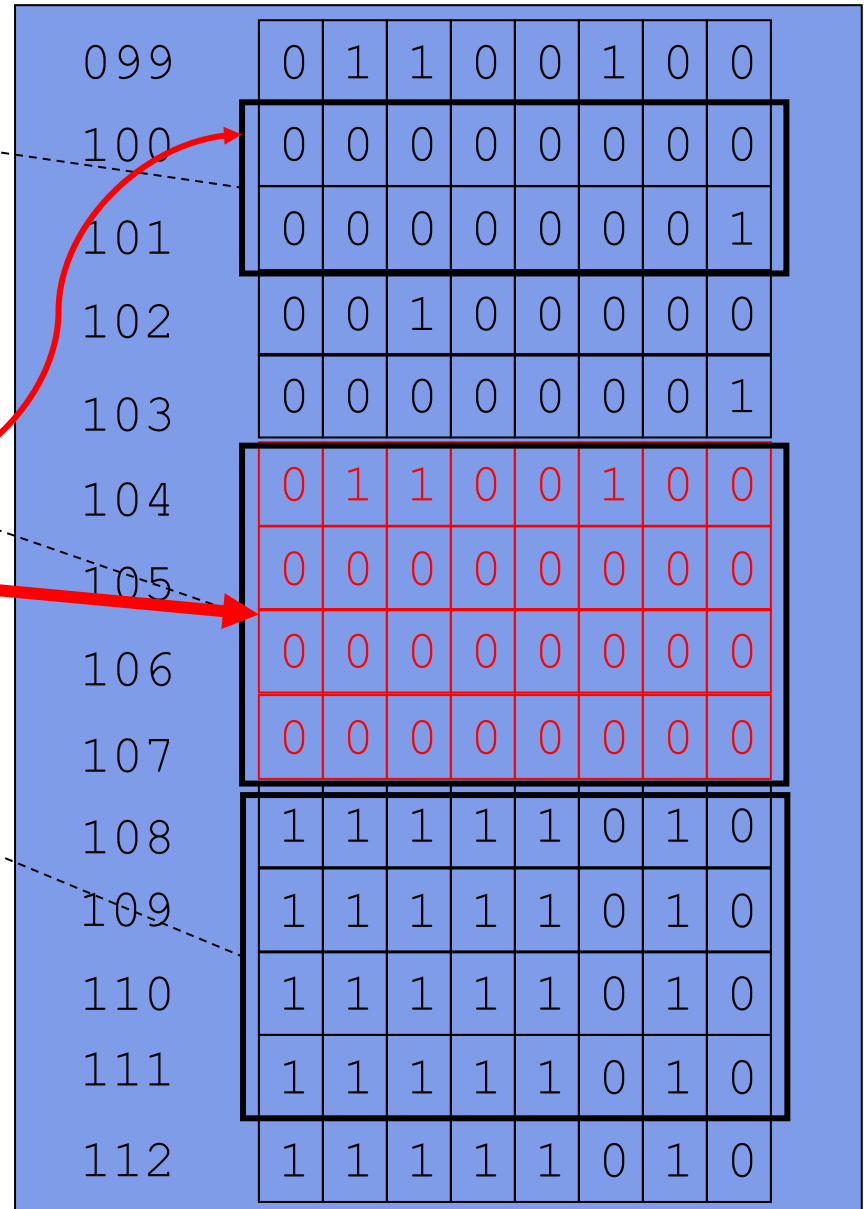 099 0 1 1 0 0 1 0 0
100 0 0 0 0 0 0 0 0
101 0 0 0 0 0 0 0 1
102 0 0 1 0 0 0 0 0
103 0 0 0 0 0 0 0 1
104 0 1 1 0 0 1 0 0
105 0 0 0 0 0 0 0 0
106 0 0 0 0 0 0 0 0
107 0 0 0 0 0 0 0 0
108 1 1 1 1 1 0 1 0
109 1 1 1 1 1 0 1 0
110 1 1 1 1 1 0 1 0
111 1 1 1 1 1 0 1 0
112 1 1 1 1 1 0 1 0